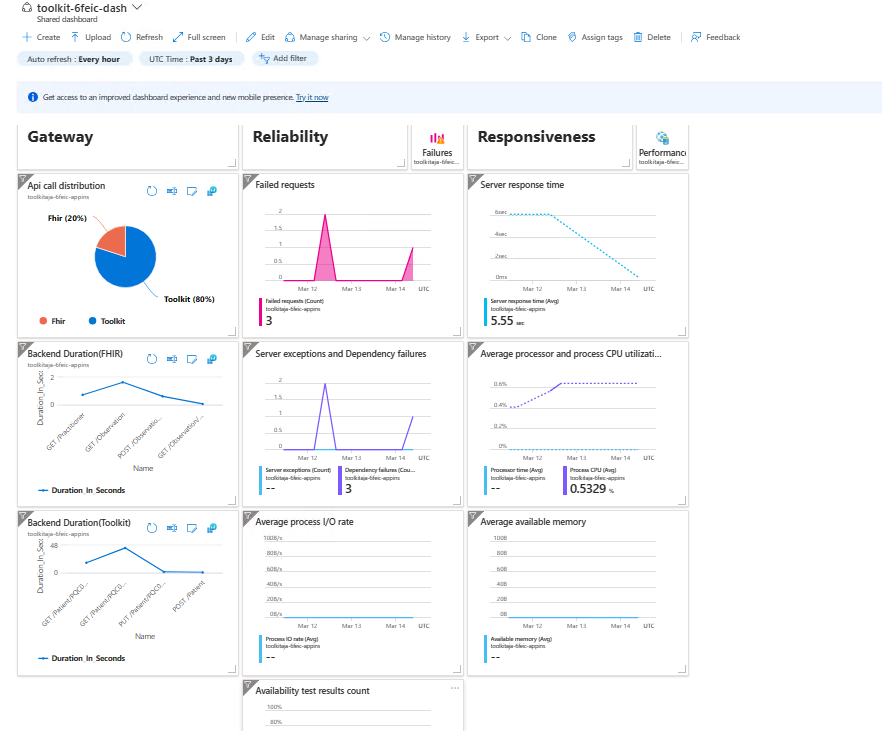 toolkit-6feic-dash
Shared dashboard
Create Upload Refresh Full screen Edit Manage sharing Manage history Export Clone Assign tags Delete Feedback
Auto refresh : Every hour UTC Time : Past 3 days Add filter
Get access to an improved dashboard experience and new mobile presence. Try it now
Gateway
Reliability
Failures
toolkitaja-6feic...
Responsiveness
Performance
toolkitaja-6feic...
Api call distribution
toolkitaja-6feic-appins
Fhir (20%)
Toolkit (80%)
Fhir Toolkit
Failed requests
2
1.5
1
0.5
0
Mar 12 Mar 13 Mar 14 UTC
Failed requests (Count)
toolkitaja-6feic-appins
3
Server response time
6sec
4sec
2sec
0ms
Mar 12 Mar 13 Mar 14 UTC
Server response time (Avg)
toolkitaja-6feic-appins
5.55 sec
Backend Duration(FHIR)
toolkitaja-6feic-appins
Duration_In_Seco
2
0
GET /Practitioner
GET /Observation
POST /Observatio...
GET /Observation/...
Name
Duration_In_Seconds
Server exceptions and Dependency failures
2
1.5
1
0.5
0
Mar 12 Mar 13 Mar 14 UTC
Server exceptions (Count)
toolkitaja-6feic-appins
--
Dependency failures (Cou...
toolkitaja-6feic-appins
3
Average processor and process CPU utilizati...
0.6%
0.4%
0.2%
0%
Mar 12 Mar 13 Mar 14 UTC
Processor time (Avg)
toolkitaja-6feic-appins
--
Process CPU (Avg)
toolkitaja-6feic-appins
0.5329 %
Backend Duration(Toolkit)
toolkitaja-6feic-appins
Duration_In_Seco
48
0
GET /Patient/PQCD...
GET /Patient/PQCD...
PUT /Patient/PQCD...
POST /Patient
Name
Duration_In_Seconds
Average process I/O rate
100B/s
80B/s
60B/s
40B/s
20B/s
0B/s
Mar 12 Mar 13 Mar 14 UTC
Process IO rate (Avg)
toolkitaja-6feic-appins
--
Average available memory
100B
80B
60B
40B
20B
0B
Mar 12 Mar 13 Mar 14 UTC
Available memory (Avg)
toolkitaja-6feic-appins
--
Availability test results count
100%
80%